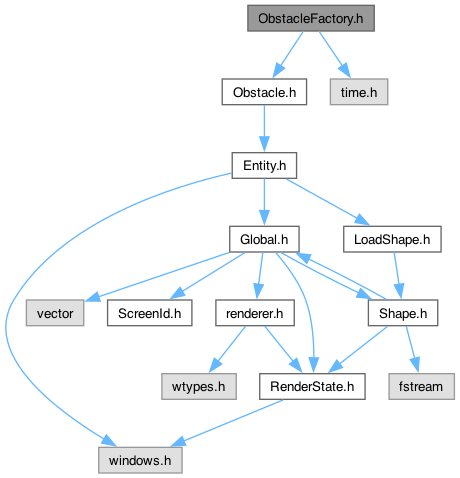 ObstacleFactory.h
Obstacle.h
time.h
Entity.h
Global.h
LoadShape.h
vector
ScreenId.h
renderer.h
Shape.h
wtypes.h
RenderState.h
fstream
windows.h